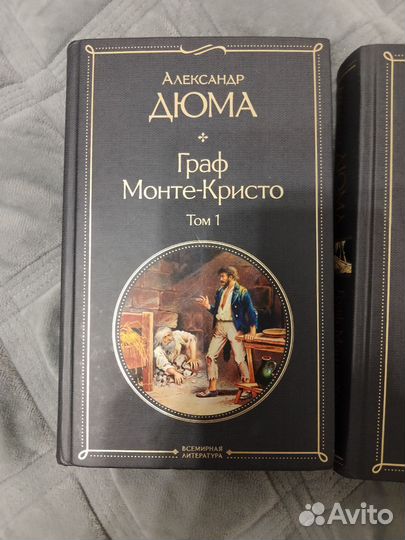 Александр
ДЮМА
Граф
Монте-Кристо
Том 1
ВСЕМИРНАЯ
ЛИТЕРАТУРА
Avito